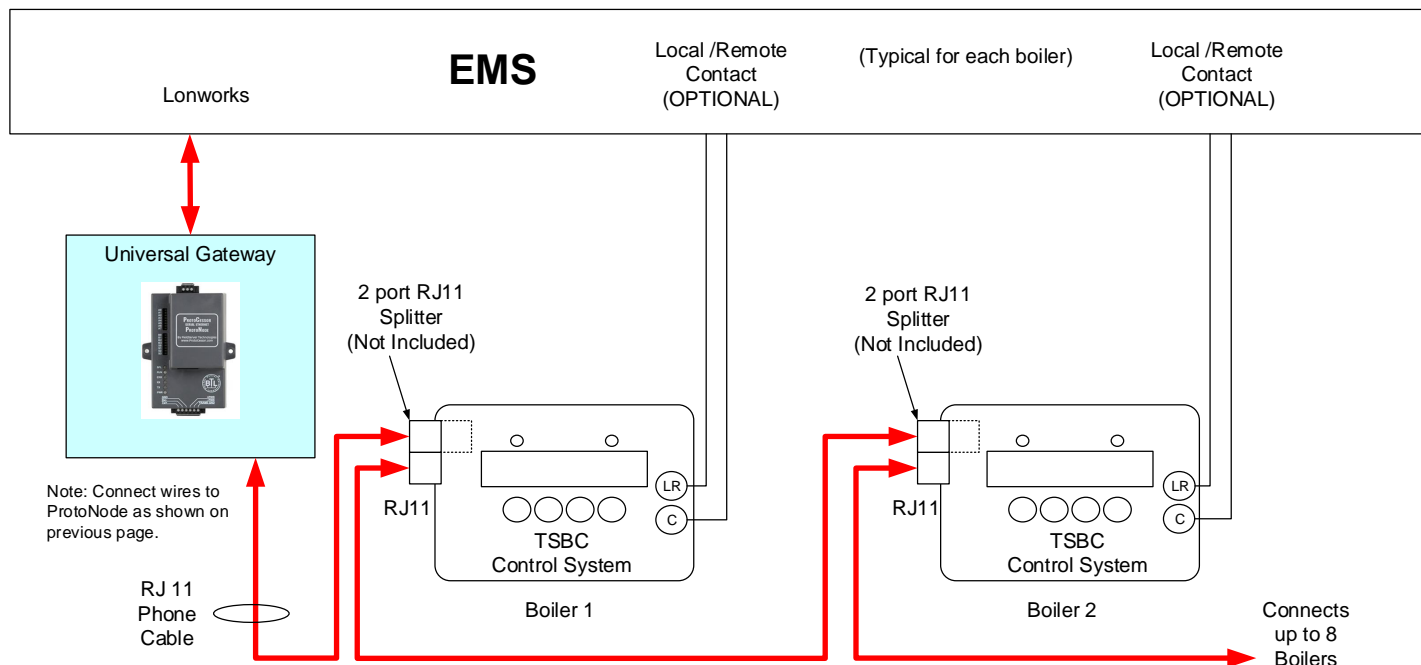 EMS
Lonworks
Local /Remote
Contact
(OPTIONAL)
(Typical for each boiler)
Local /Remote
Contact
(OPTIONAL)
Universal Gateway
PROTOCESSOR
PROTONODE
BTL
Note: Connect wires to
ProtoNode as shown on
previous page.
RJ 11
Phone
Cable
2 port RJ11
Splitter
(Not Included)
RJ11
LR
C
TSBC
Control System
Boiler 1
2 port RJ11
Splitter
(Not Included)
RJ11
LR
C
TSBC
Control System
Boiler 2
Connects
up to 8
Boilers